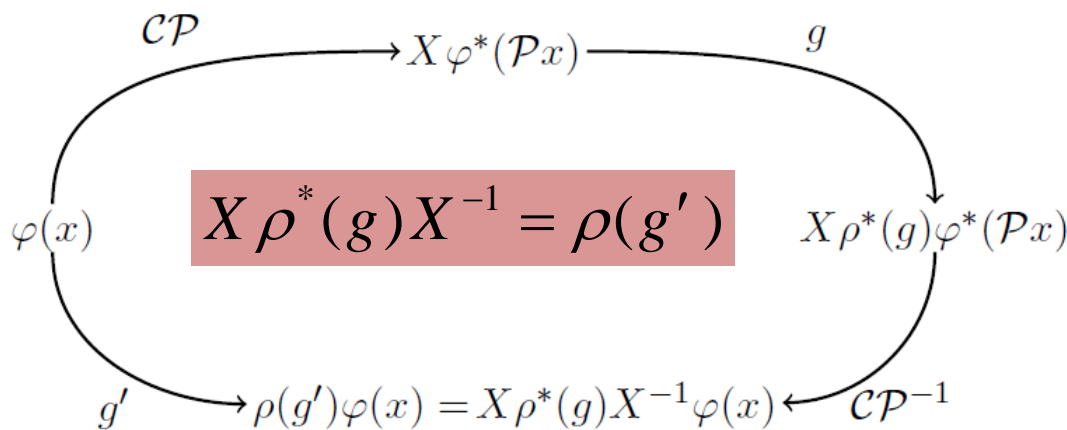 𝒞𝒫
g
Xφ*(𝒫x)
Xρ*(g)X⁻¹ = ρ(g′)
φ(x)
Xρ*(g)φ*(𝒫x)
g′
ρ(g′)φ(x) = Xρ*(g)X⁻¹φ(x)
𝒞𝒫⁻¹